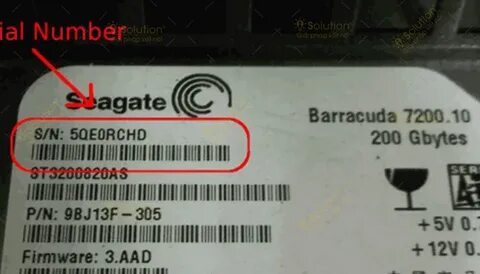 ial Number
Seagate
Barracuda 7200.10
200 Gbytes
S/N: 5QE0RCHD
ST3200820AS
P/N: 9BJ13F-305
+5V 0.7
+12V 0.
Firmware: 3.AAD